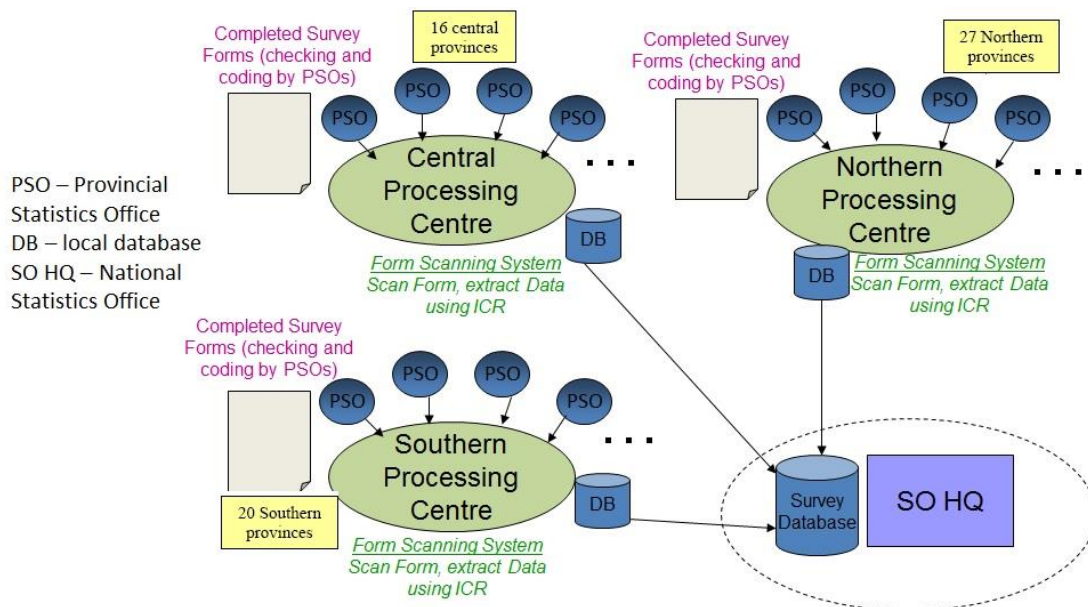 Completed Survey
Forms (checking and
coding by PSOs)
16 central
provinces
PSO
PSO
PSO
PSO
Central
Processing
Centre
. . .
DB
Form Scanning System
Scan Form, extract Data
using ICR
Completed Survey
Forms (checking and
coding by PSOs)
27 Northern
provinces
PSO
PSO
PSO
PSO
Northern
Processing
Centre
. . .
DB
Form Scanning System
Scan Form, extract Data
using ICR
PSO – Provincial
Statistics Office
DB – local database
SO HQ – National
Statistics Office
Completed Survey
Forms (checking and
coding by PSOs)
PSO
PSO
PSO
PSO
Southern
Processing
Centre
. . .
20 Southern
provinces
DB
Form Scanning System
Scan Form, extract Data
using ICR
Survey
Database
SO HQ